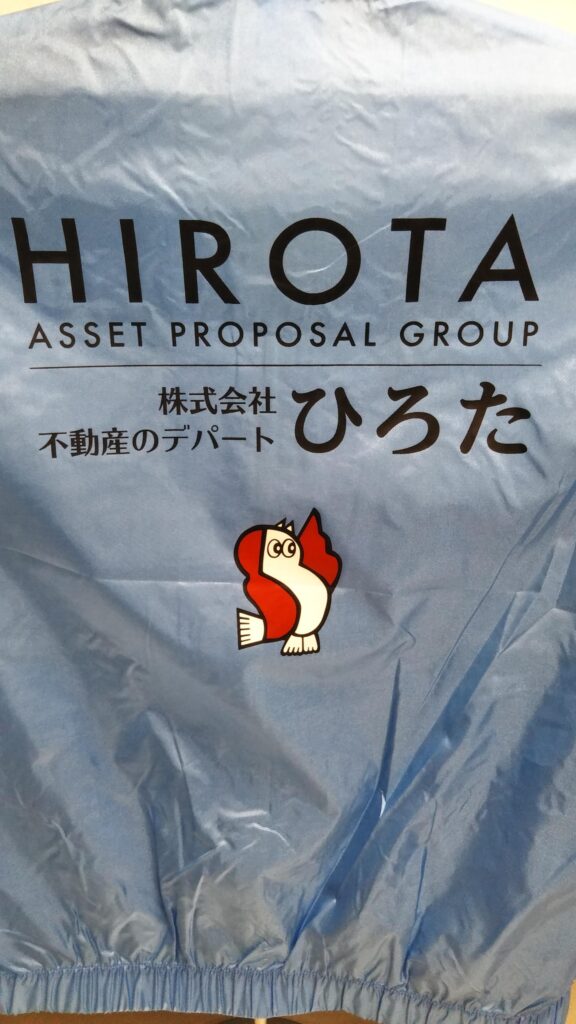 HIROTA
ASSET PROPOSAL GROUP
株式会社
不動産のデパート ひろた